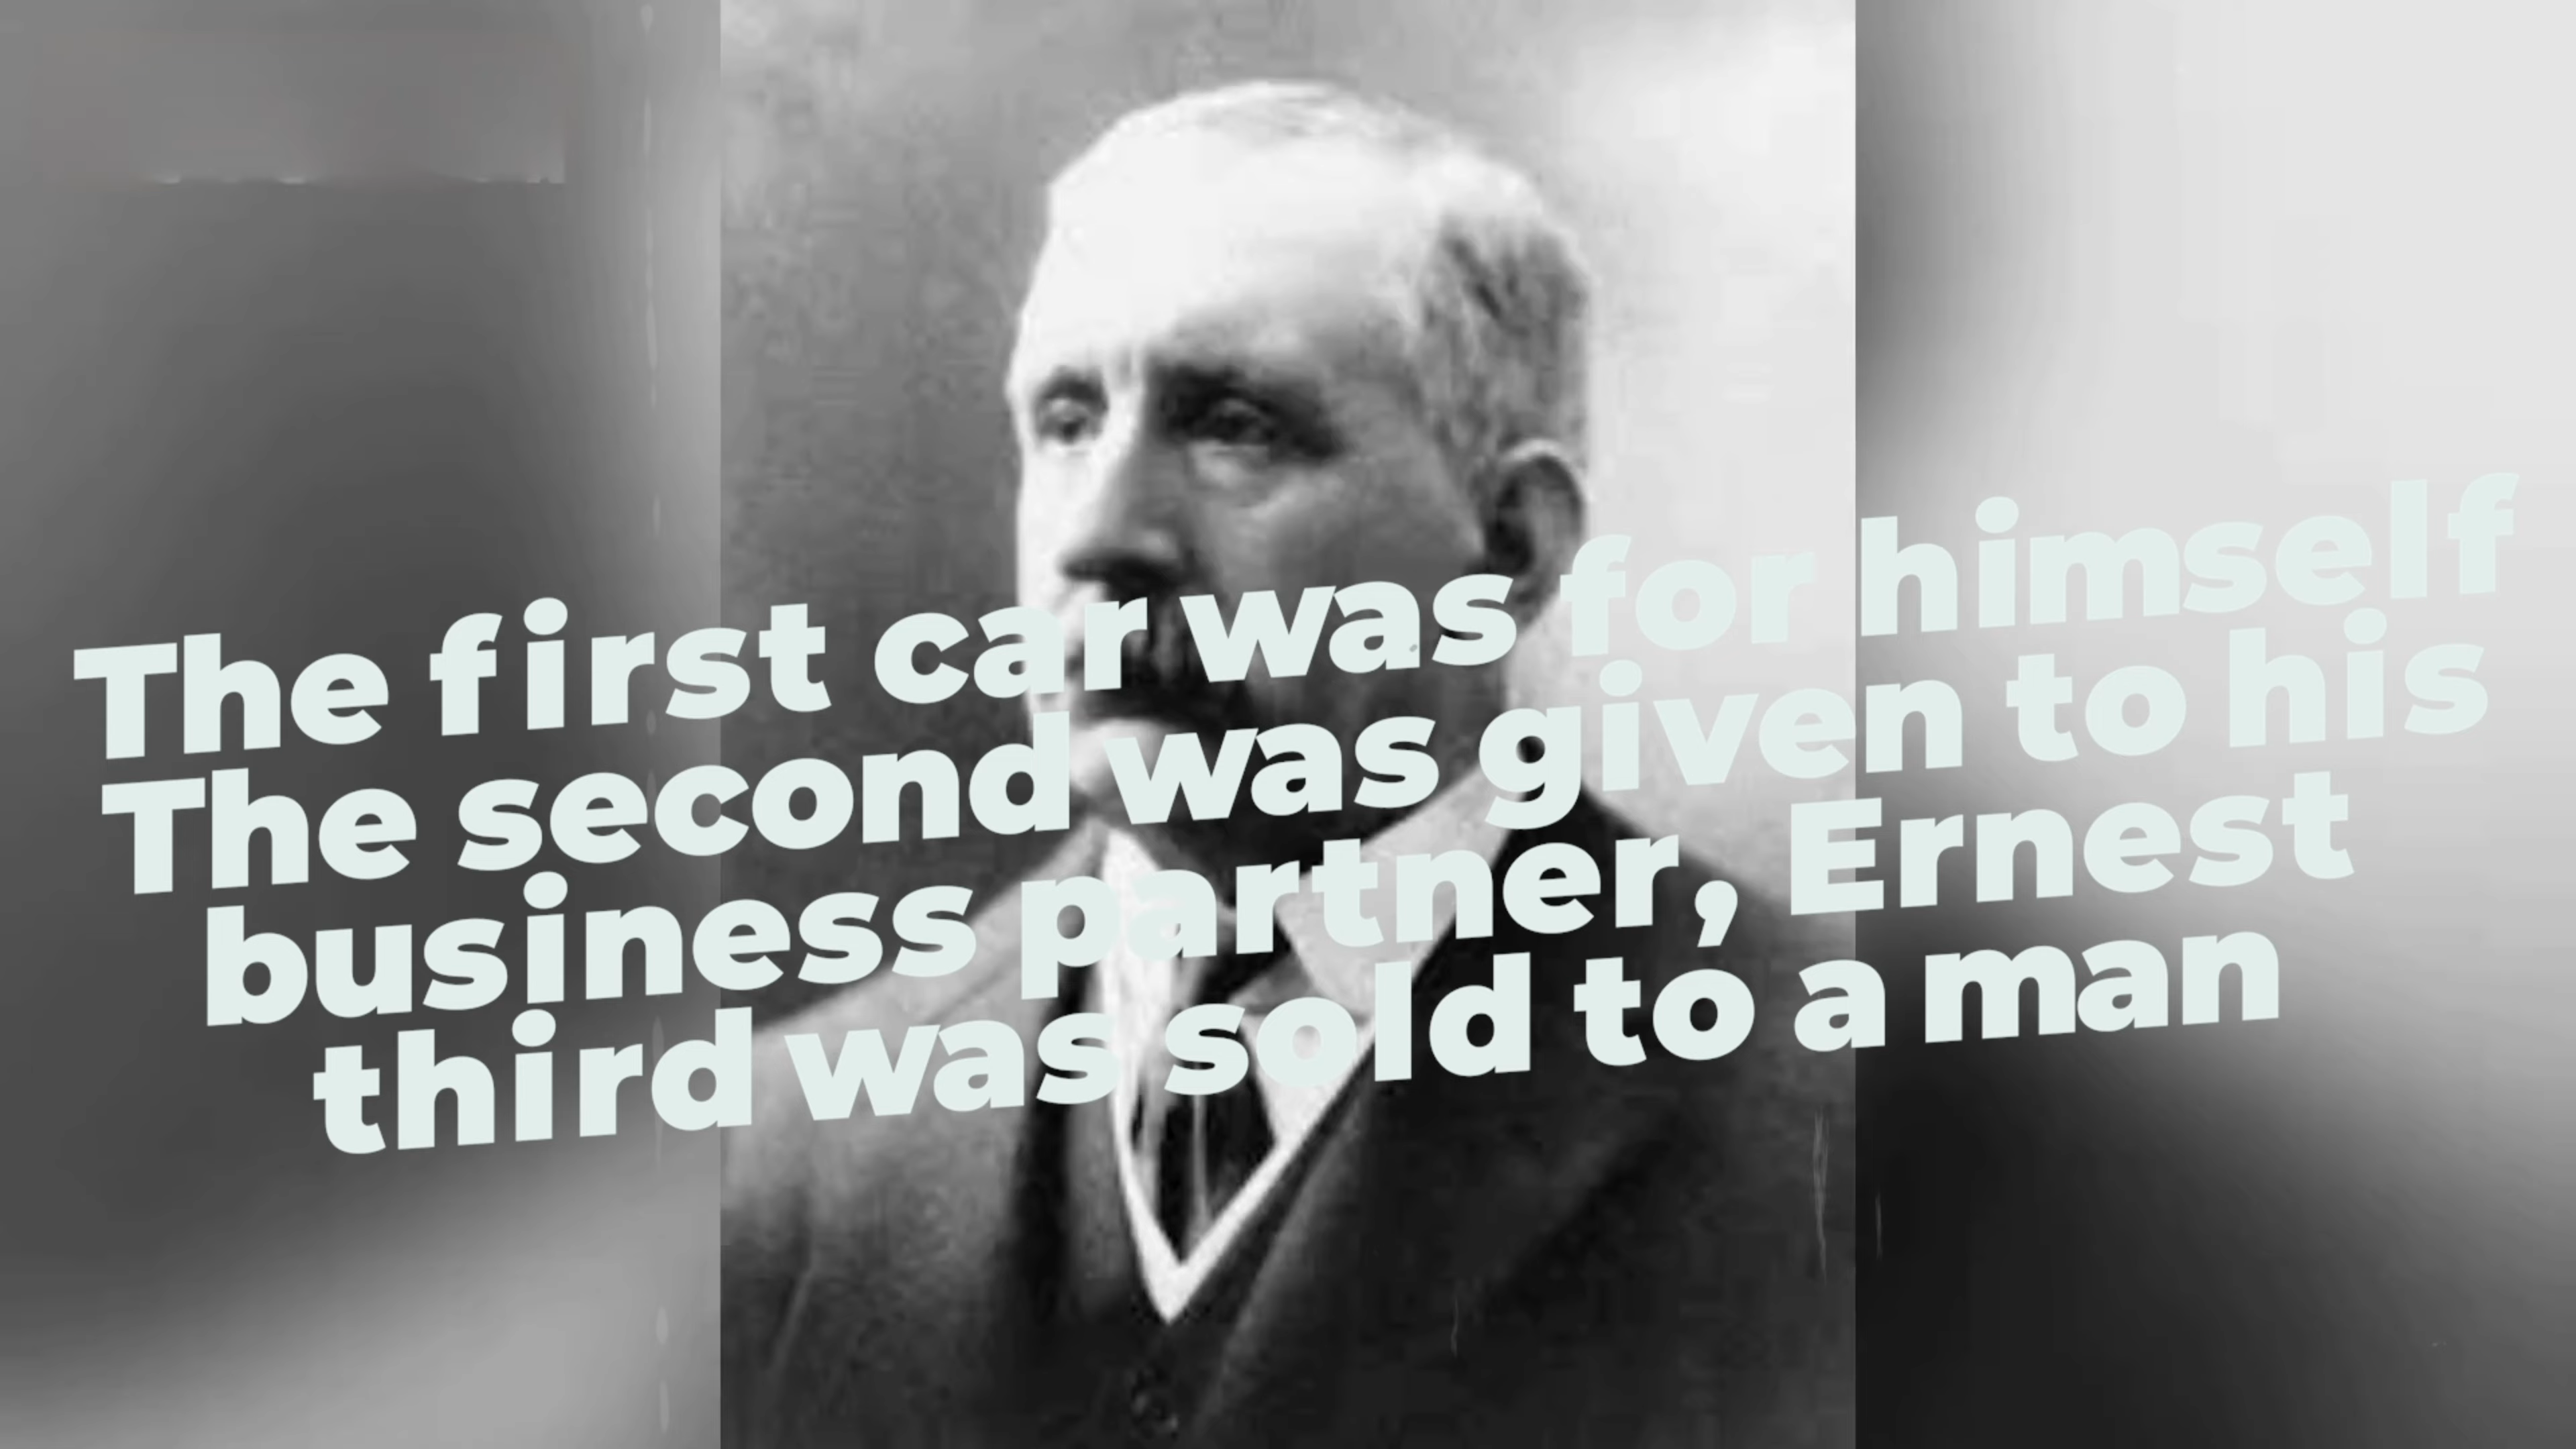 The first car was for himself
The second was given to his
business partner, Ernest
third was sold to a man